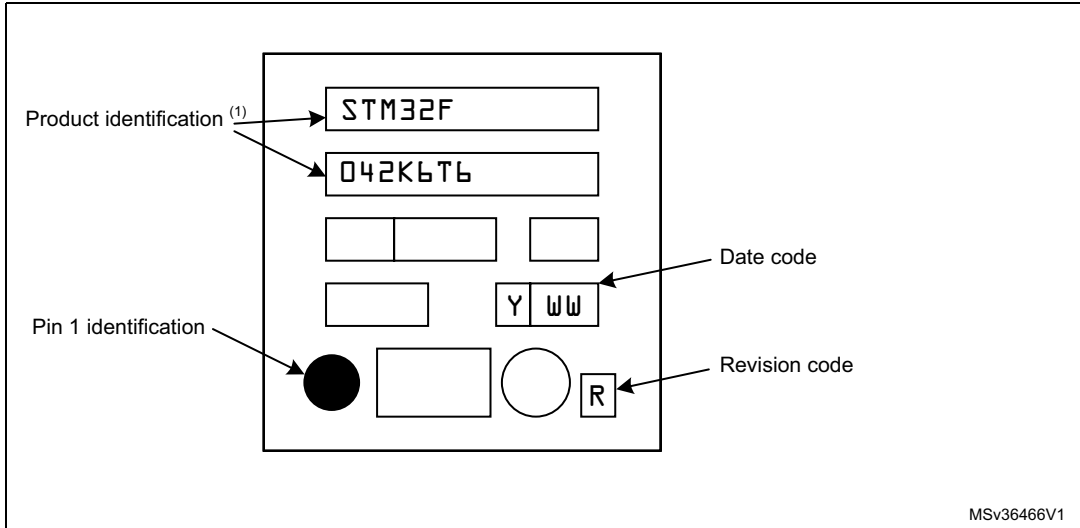 STM32F
Product identification (1)
042K6T6
Date code
Y WW
Pin 1 identification
Revision code
R
MSv36466V1